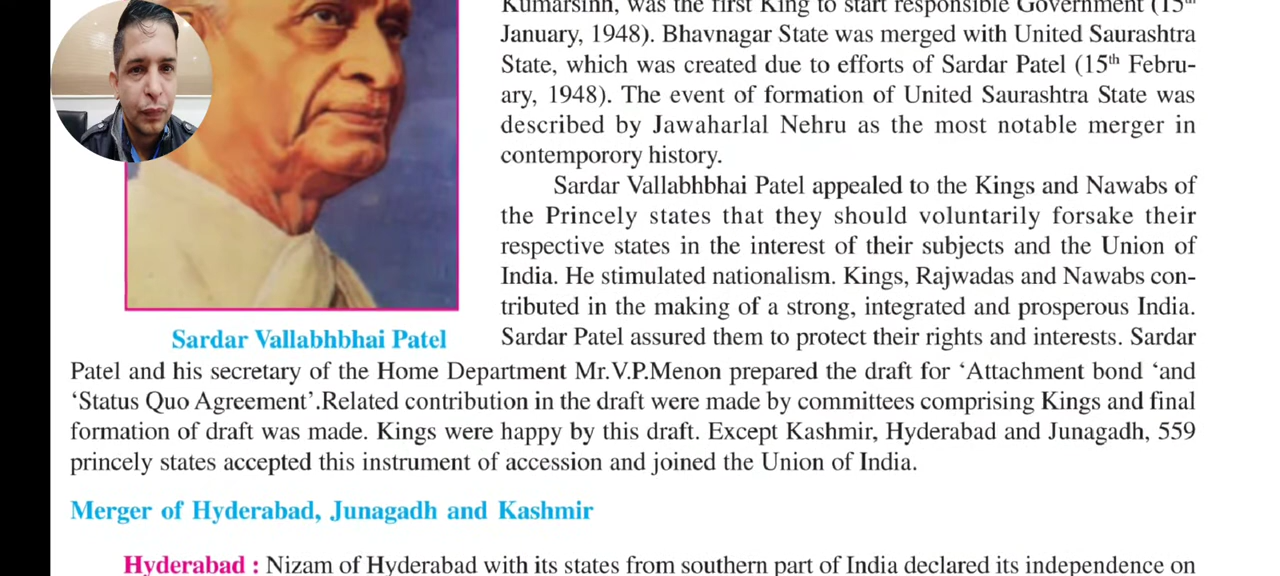 Kumarsinh, was the first King to start responsible Government (15th
January, 1948). Bhavnagar State was merged with United Saurashtra
State, which was created due to efforts of Sardar Patel (15th Febru-
ary, 1948). The event of formation of United Saurashtra State was
described by Jawaharlal Nehru as the most notable merger in
contemporory history.
Sardar Vallabhbhai Patel appealed to the Kings and Nawabs of
the Princely states that they should voluntarily forsake their
respective states in the interest of their subjects and the Union of
India. He stimulated nationalism. Kings, Rajwadas and Nawabs con-
tributed in the making of a strong, integrated and prosperous India.
Sardar Patel assured them to protect their rights and interests. Sardar
Sardar Vallabhbhai Patel
Patel and his secretary of the Home Department Mr.V.P.Menon prepared the draft for ‘Attachment bond ‘and
‘Status Quo Agreement’.Related contribution in the draft were made by committees comprising Kings and final
formation of draft was made. Kings were happy by this draft. Except Kashmir, Hyderabad and Junagadh, 559
princely states accepted this instrument of accession and joined the Union of India.
Merger of Hyderabad, Junagadh and Kashmir
Hyderabad : Nizam of Hyderabad with its states from southern part of India declared its independence on